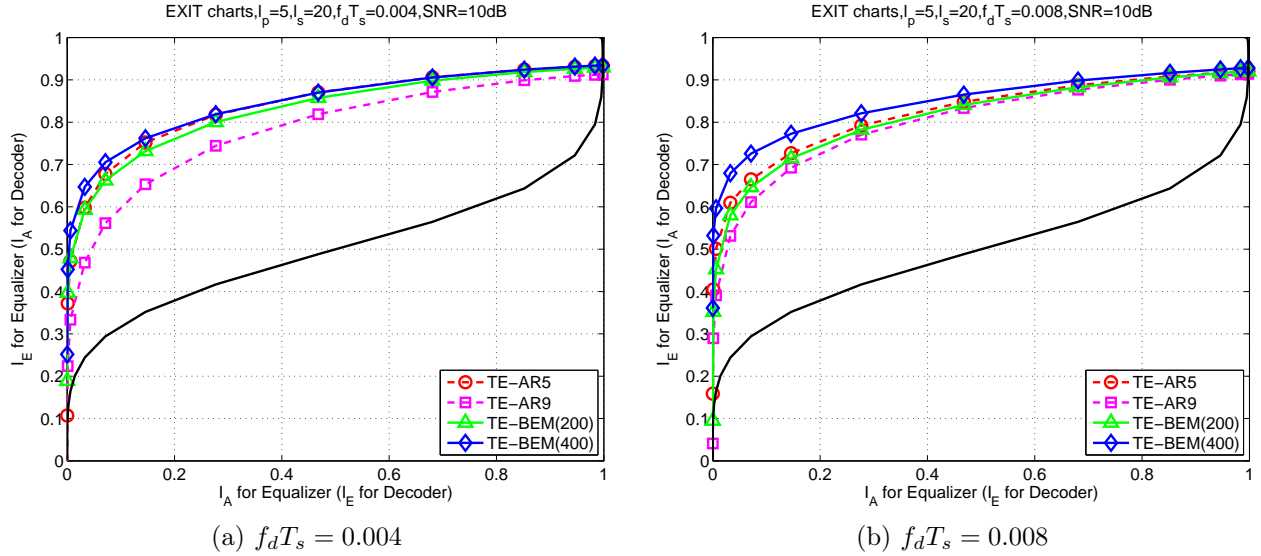 EXIT charts,l_p=5,l_s=20,f_dT_s=0.004,SNR=10dB
1
0.9
0.8
0.7
0.6
0.5
0.4
0.3
0.2
0.1
0
I_E for Equalizer (I_A for Decoder)
TE−AR5
TE−AR9
TE−BEM(200)
TE−BEM(400)
0 0.2 0.4 0.6 0.8 1
I_A for Equalizer (I_E for Decoder)
(a) f_dT_s = 0.004
EXIT charts,l_p=5,l_s=20,f_dT_s=0.008,SNR=10dB
1
0.9
0.8
0.7
0.6
0.5
0.4
0.3
0.2
0.1
0
I_E for Equalizer (I_A for Decoder)
TE−AR5
TE−AR9
TE−BEM(200)
TE−BEM(400)
0 0.2 0.4 0.6 0.8 1
I_A for Equalizer (I_E for Decoder)
(b) f_dT_s = 0.008